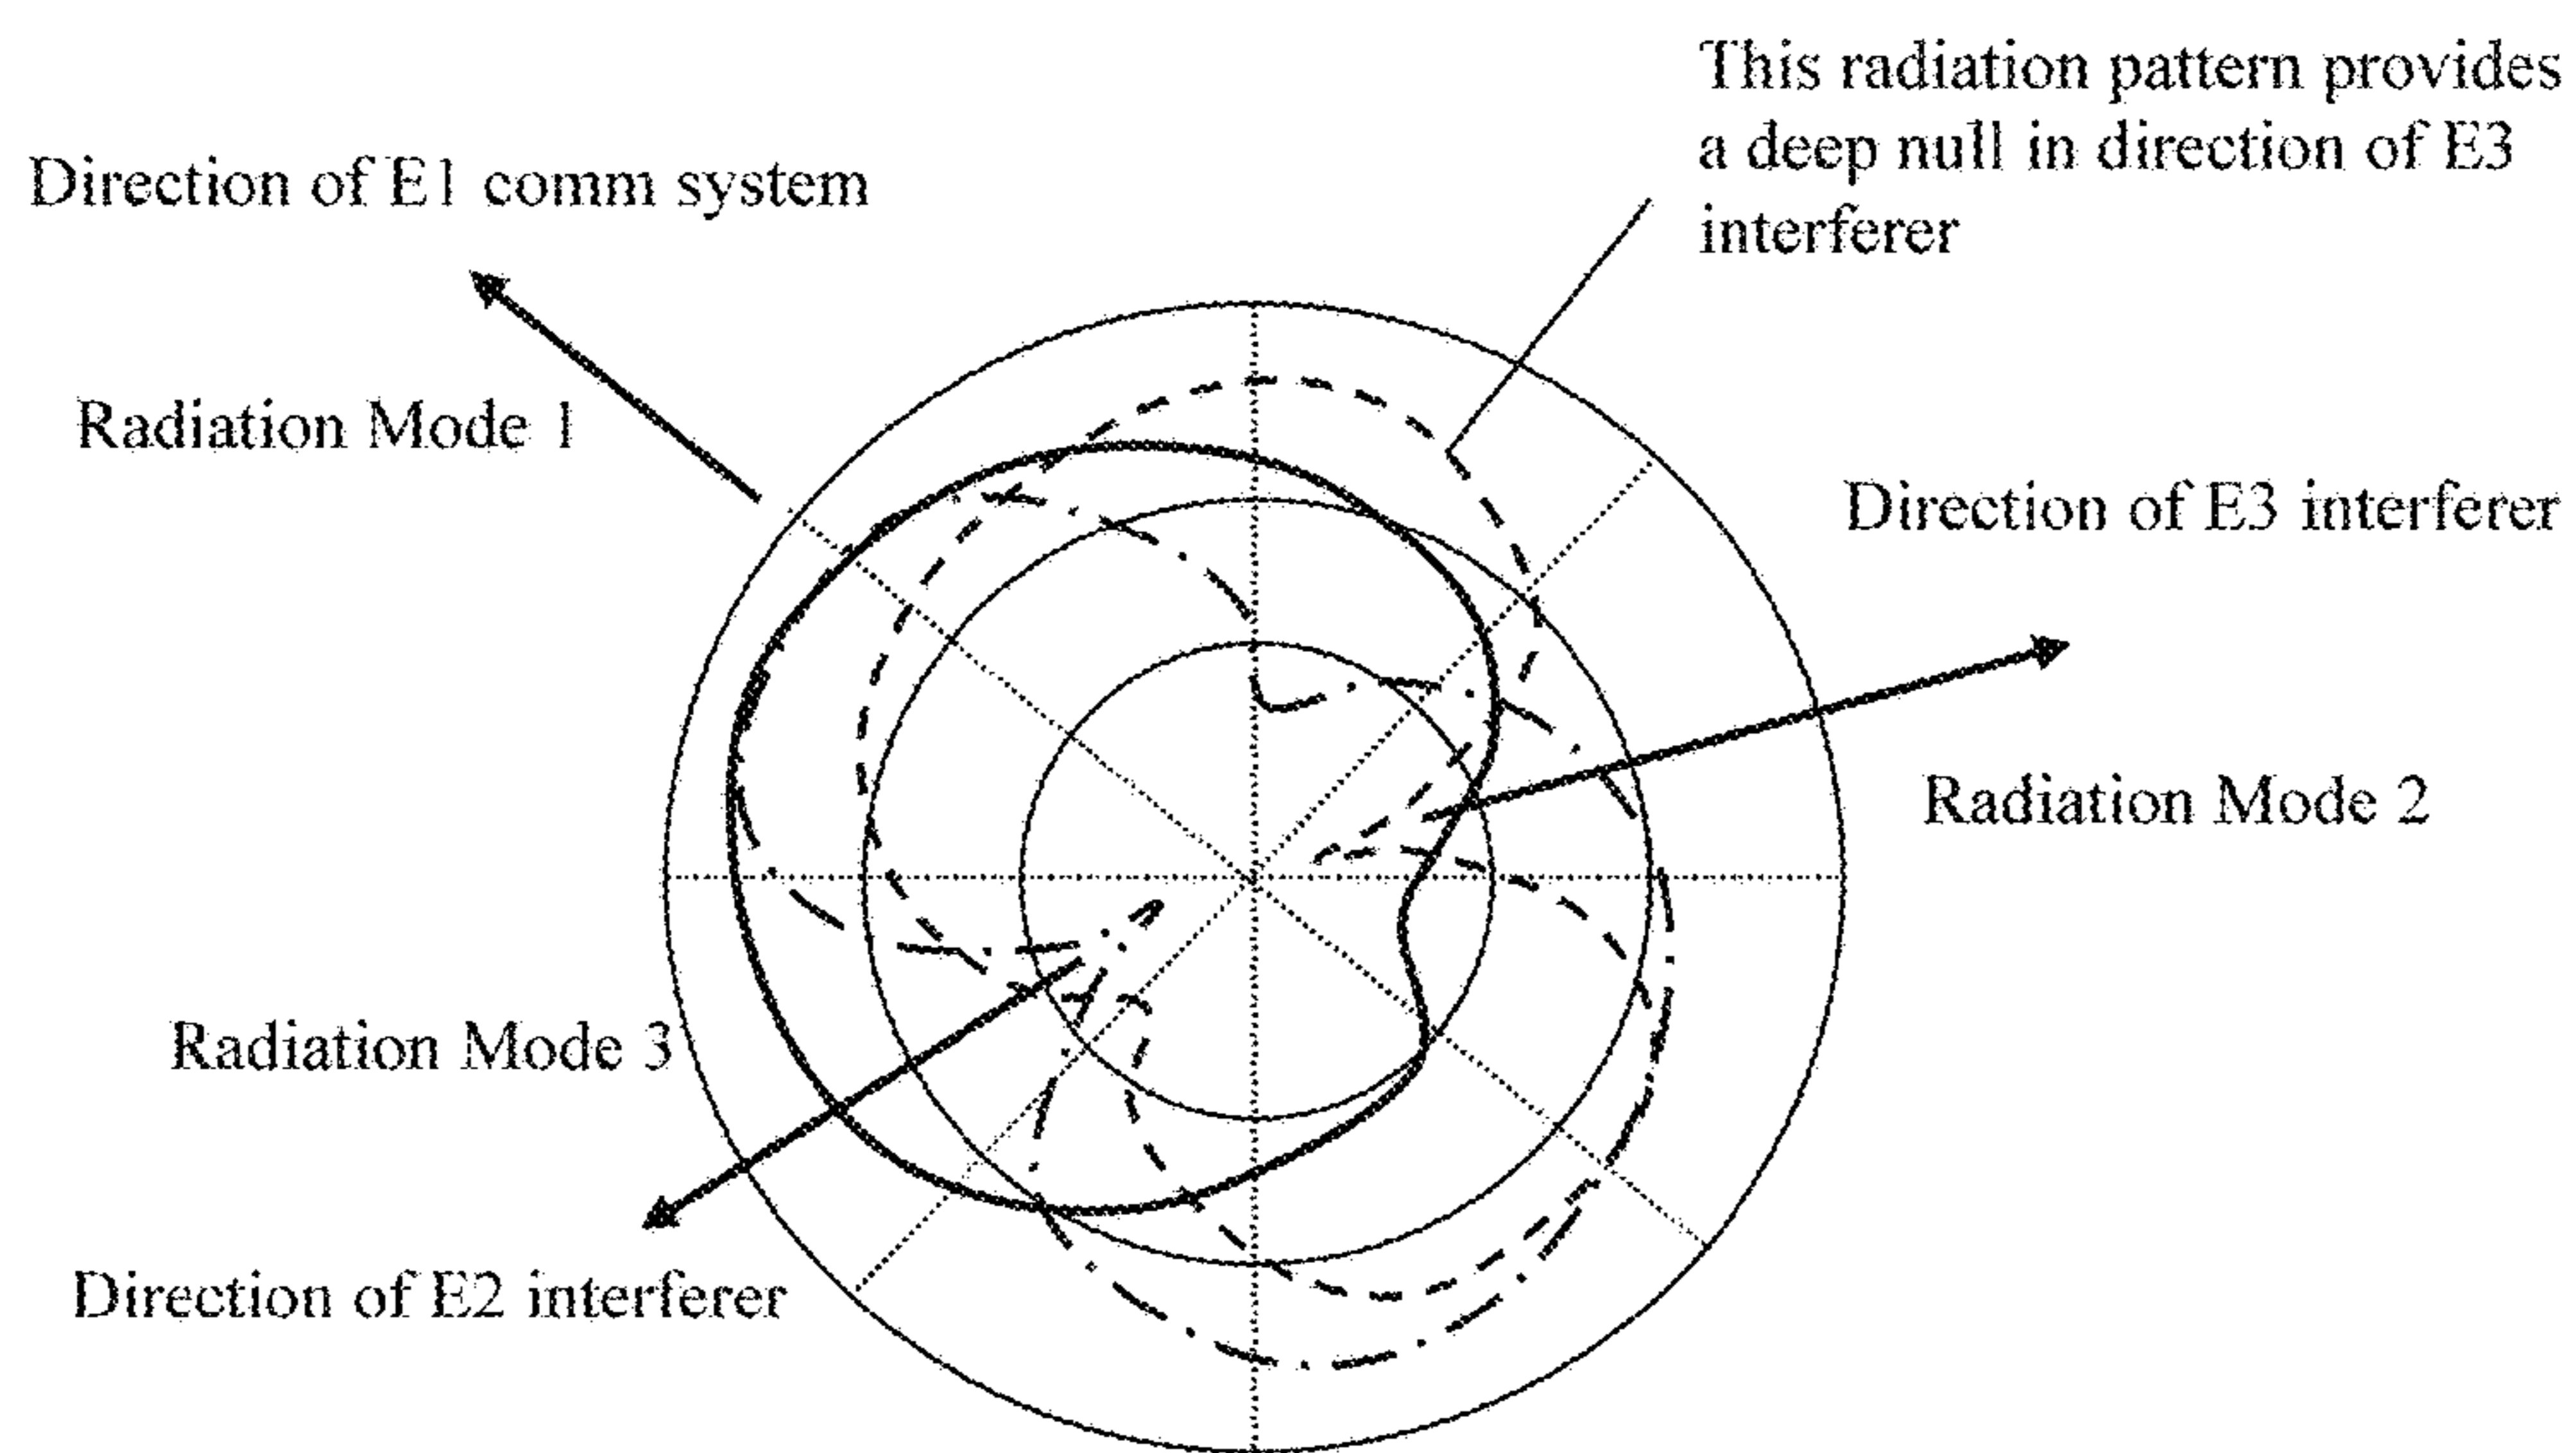 This radiation pattern provides
a deep null in direction of E3
interferer
Direction of E1 comm system
Radiation Mode 1
Direction of E3 interferer
Radiation Mode 2
Radiation Mode 3
Direction of E2 interferer